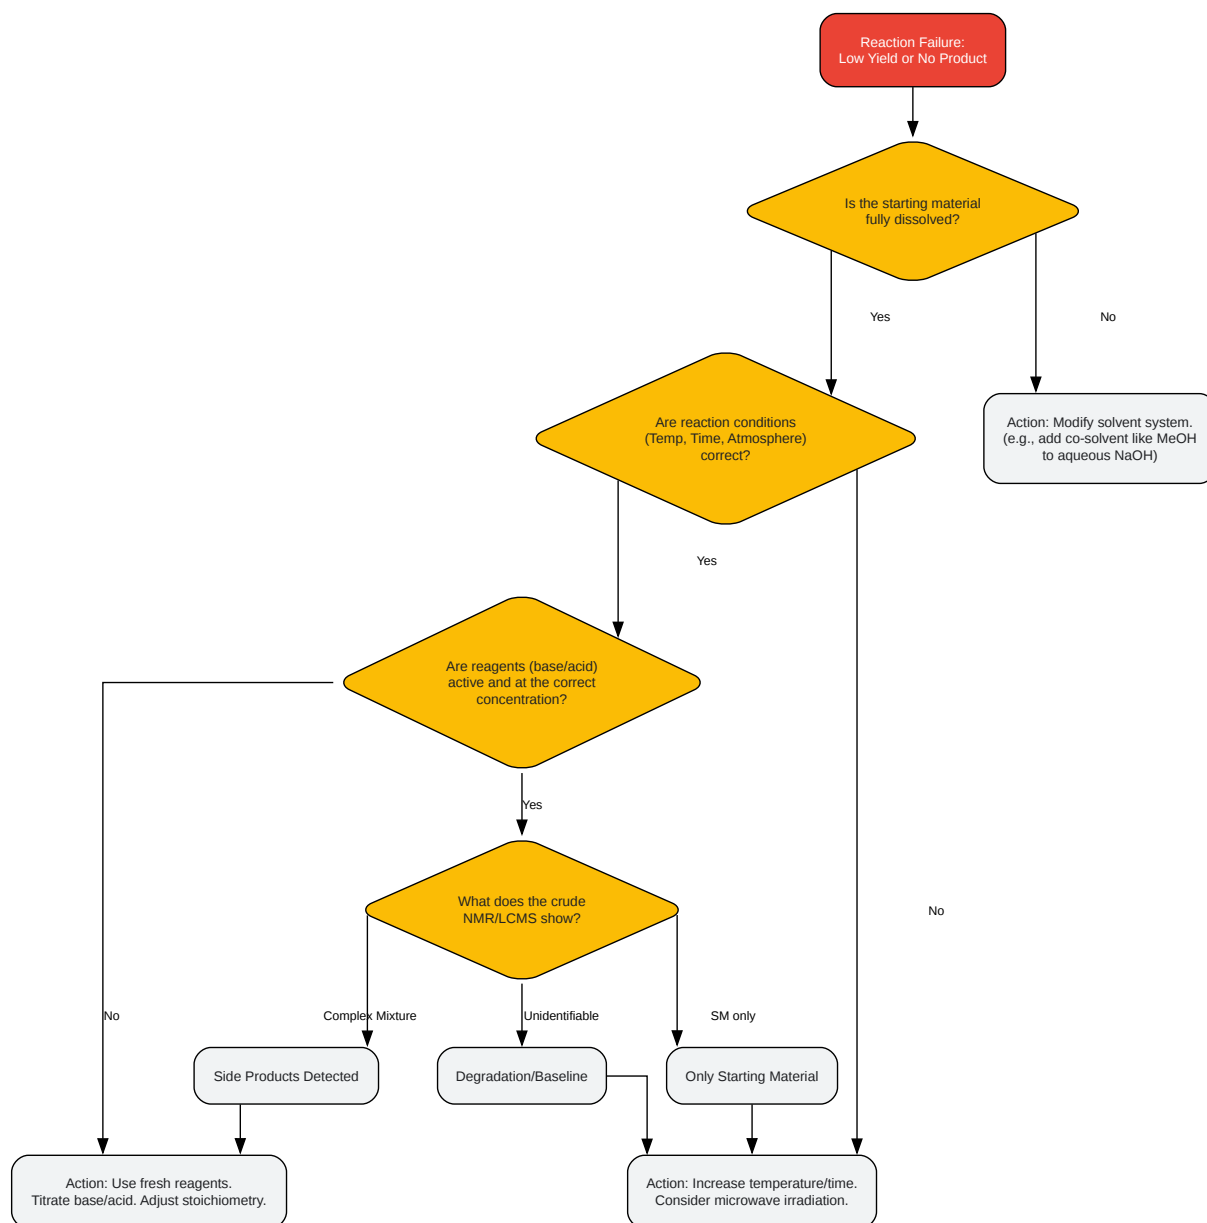 Reaction Failure:
Low Yield or No Product
Is the starting material
fully dissolved?
Yes
No
Are reaction conditions
(Temp, Time, Atmosphere)
correct?
Action: Modify solvent system.
(e.g., add co-solvent like MeOH
to aqueous NaOH)
Yes
Are reagents (base/acid)
active and at the correct
concentration?
Yes
What does the crude
NMR/LCMS show?
No
No
Complex Mixture
Unidentifiable
SM only
Side Products Detected
Degradation/Baseline
Only Starting Material
Action: Use fresh reagents.
Titrate base/acid. Adjust stoichiometry.
Action: Increase temperature/time.
Consider microwave irradiation.